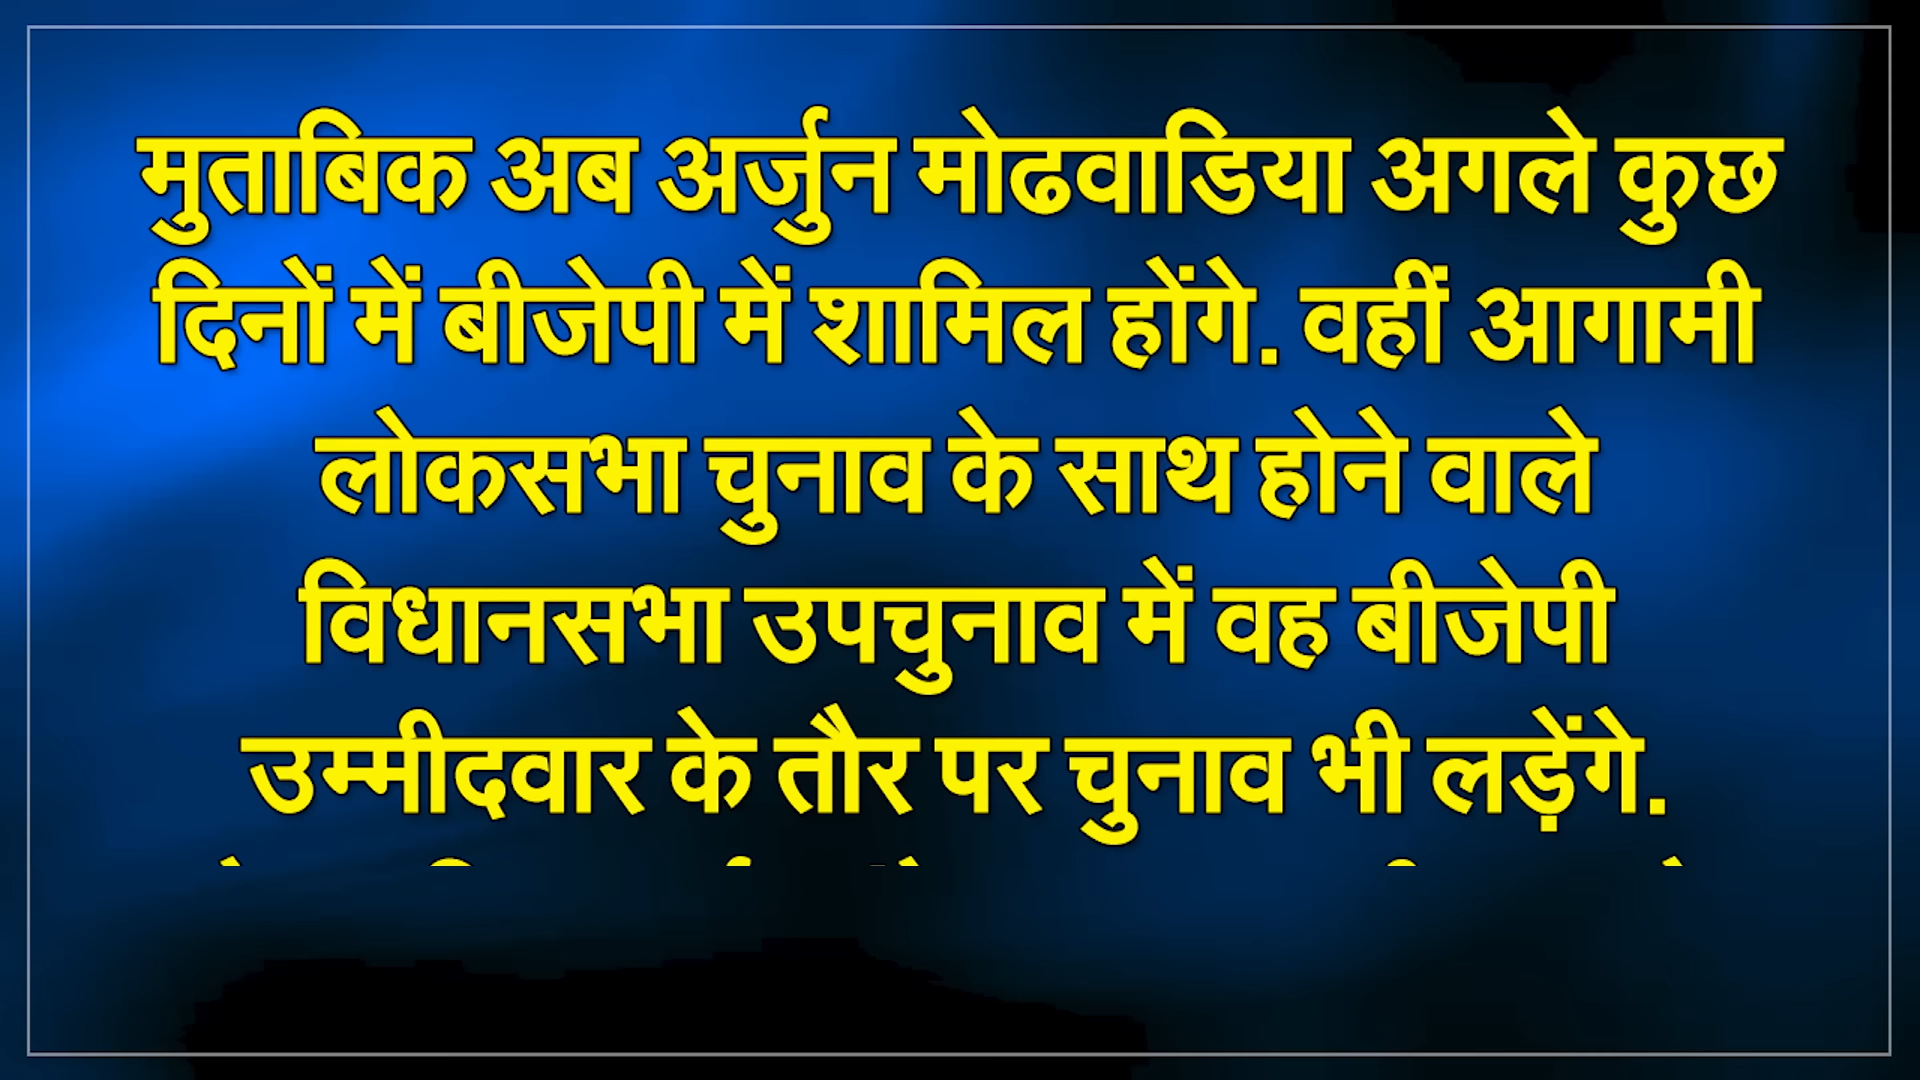 मुताबिक अब अर्जुन मोढवाडिया अगले कुछ
दिनों में बीजेपी में शामिल होंगे. वहीं आगामी
लोकसभा चुनाव के साथ होने वाले
विधानसभा उपचुनाव में वह बीजेपी
उम्मीदवार के तौर पर चुनाव भी लड़ेंगे.